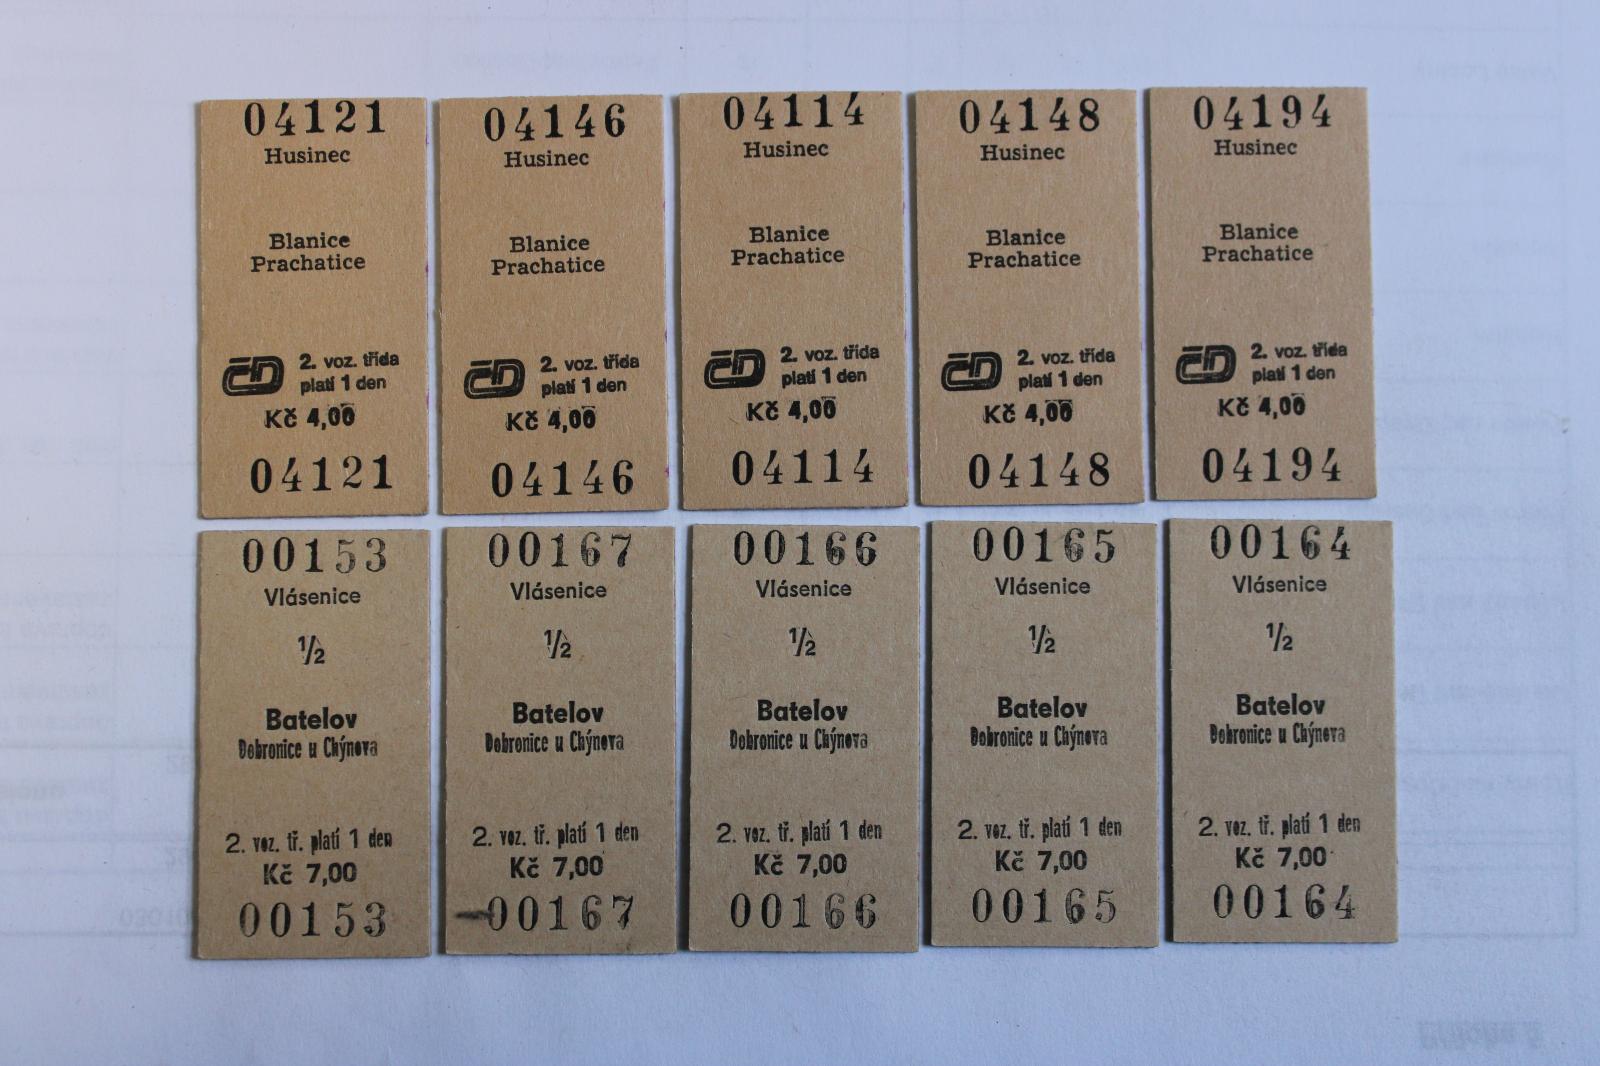 04121
Husinec
Blanice
Prachatice
ČD 2. voz. třída
platí 1 den
Kč 4,00
04121
04146
Husinec
Blanice
Prachatice
ČD 2. voz. třída
platí 1 den
Kč 4,00
04146
04114
Husinec
Blanice
Prachatice
ČD 2. voz. třída
platí 1 den
Kč 4,00
04114
04148
Husinec
Blanice
Prachatice
ČD 2. voz. třída
platí 1 den
Kč 4,00
04148
04194
Husinec
Blanice
Prachatice
ČD 2. voz. třída
platí 1 den
Kč 4,00
04194
00153
Vlásenice
1/2
Batelov
Dobronice u Chýnova
2. voz. tř. platí 1 den
Kč 7,00
00153
00167
Vlásenice
1/2
Batelov
Dobronice u Chýnova
2. voz. tř. platí 1 den
Kč 7,00
00167
00166
Vlásenice
1/2
Batelov
Dobronice u Chýnova
2. voz. tř. platí 1 den
Kč 7,00
00166
00165
Vlásenice
1/2
Batelov
Dobronice u Chýnova
2. voz. tř. platí 1 den
Kč 7,00
00165
00164
Vlásenice
1/2
Batelov
Dobronice u Chýnova
2. voz. tř. platí 1 den
Kč 7,00
00164